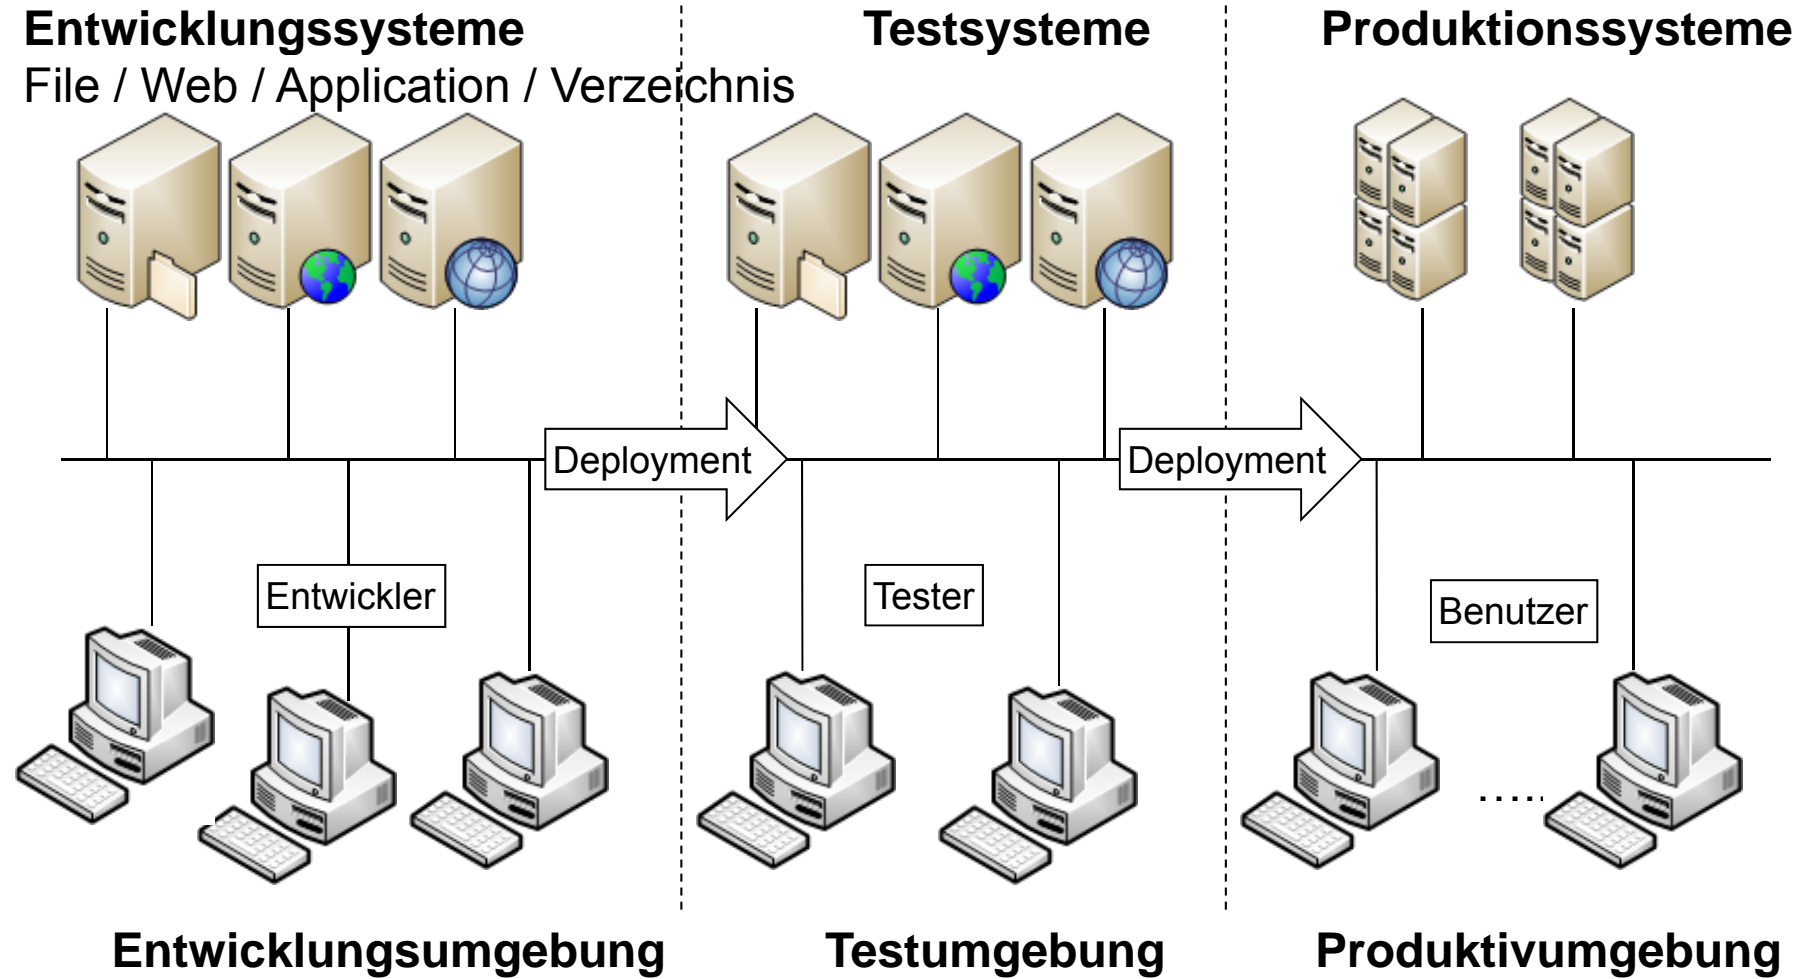 Entwicklungssysteme
File / Web / Application / Verzeichnis
Testsysteme
Produktionssysteme
Deployment
Deployment
Entwickler
Tester
Benutzer
.....
Entwicklungsumgebung
Testumgebung
Produktivumgebung